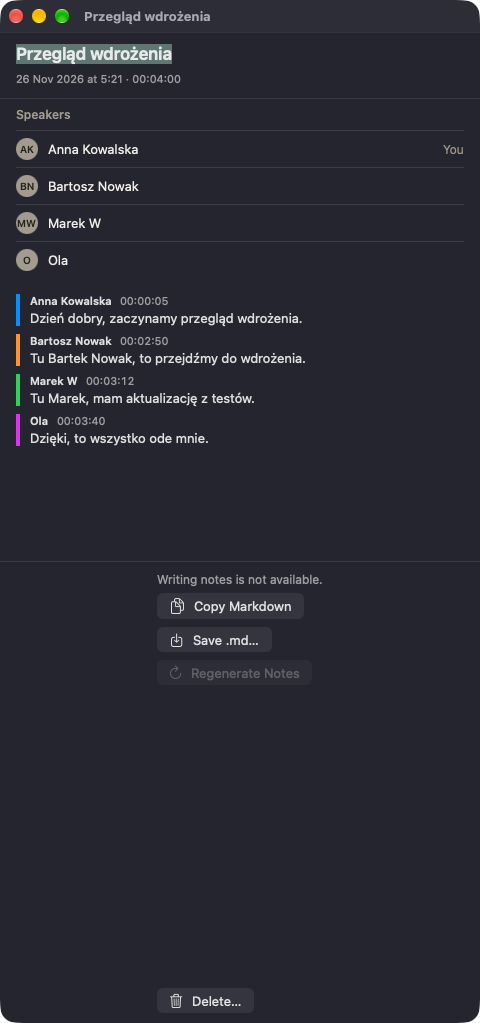 Przegląd wdrożenia
Przegląd wdrożenia
26 Nov 2026 at 5:21 · 00:04:00
Speakers
AK Anna Kowalska You
BN Bartosz Nowak
MW Marek W
O Ola
Anna Kowalska 00:00:05
Dzień dobry, zaczynamy przegląd wdrożenia.
Bartosz Nowak 00:02:50
Tu Bartek Nowak, to przejdźmy do wdrożenia.
Marek W 00:03:12
Tu Marek, mam aktualizację z testów.
Ola 00:03:40
Dzięki, to wszystko ode mnie.
Writing notes is not available.
Copy Markdown
Save .md...
Regenerate Notes
Delete...